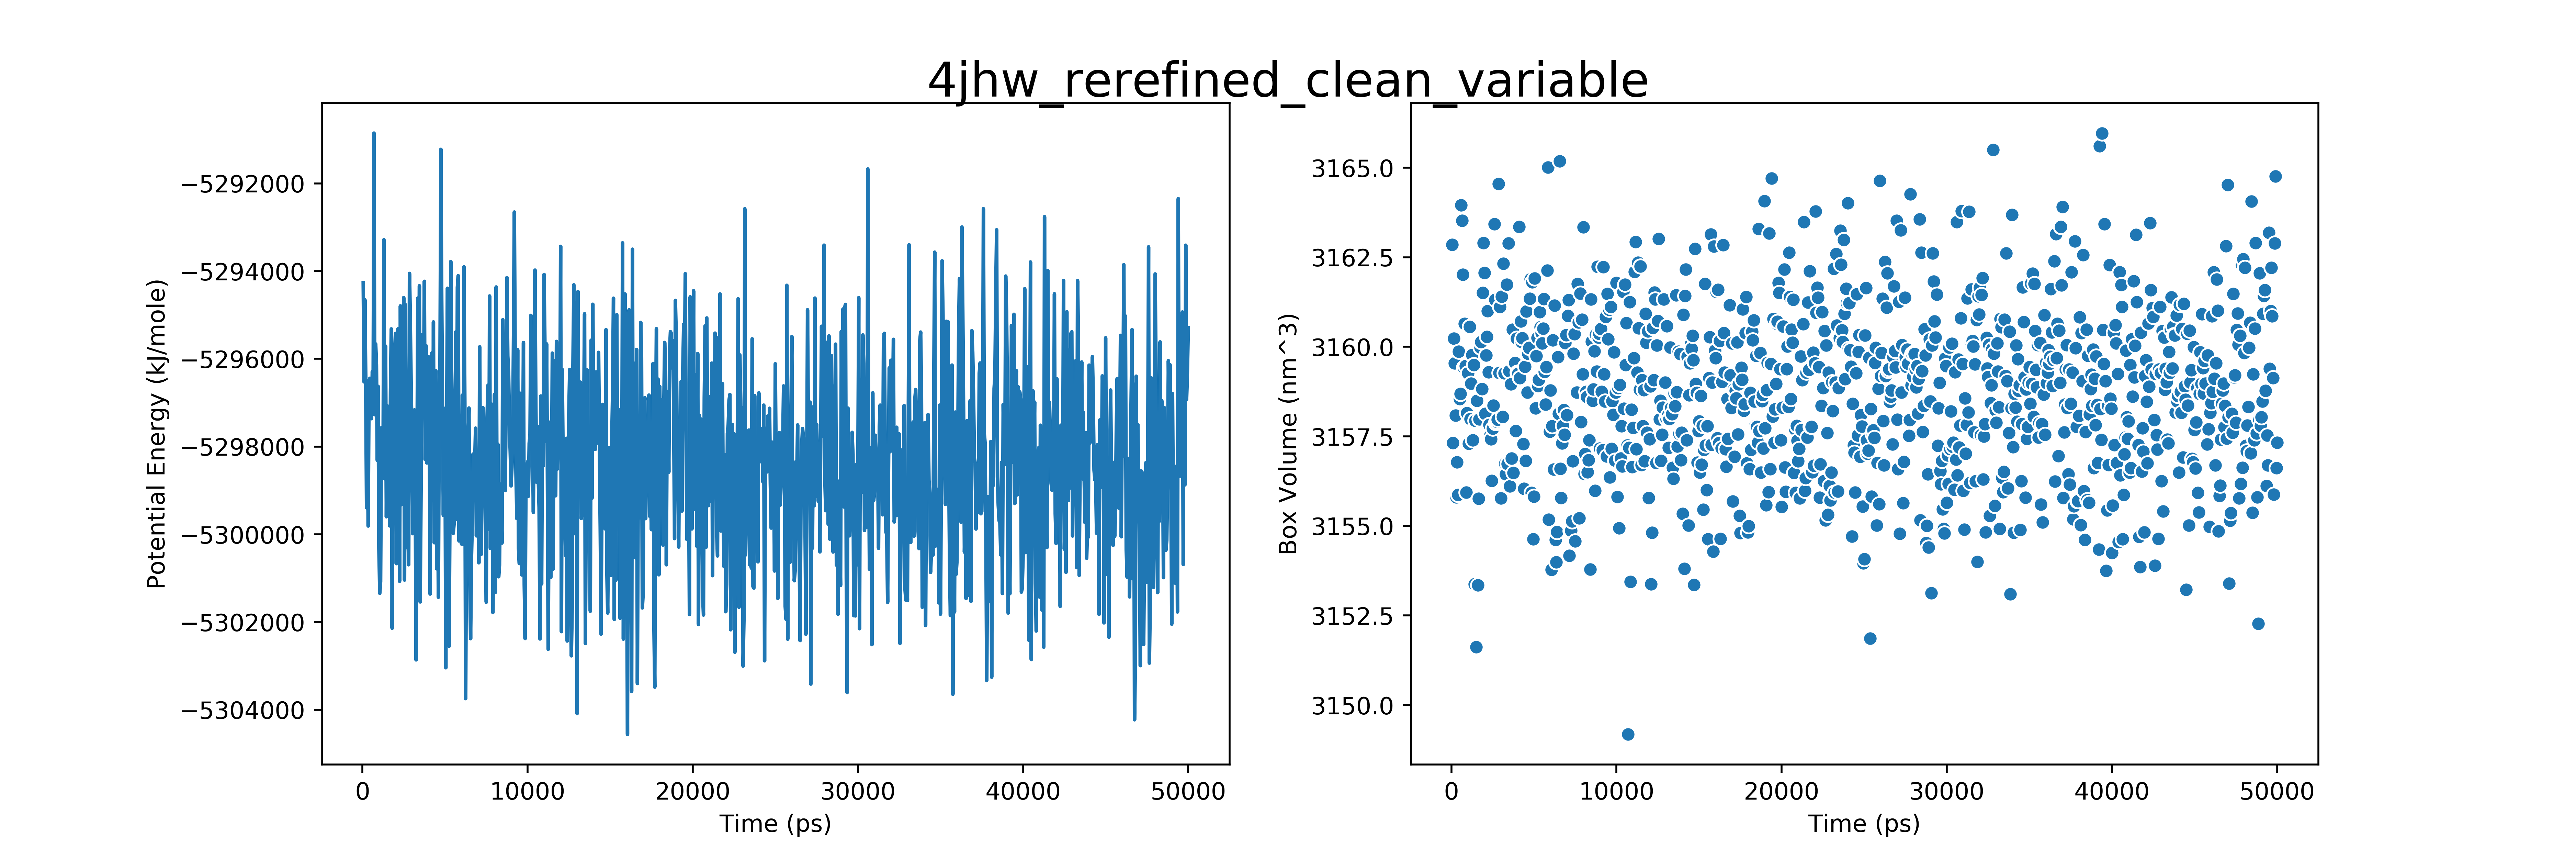 4jhw_rerefined_clean_variable
Potential Energy (kJ/mole)
−5292000
−5294000
−5296000
−5298000
−5300000
−5302000
−5304000
0 10000 20000 30000 40000 50000
Time (ps)
Box Volume (nm^3)
3165.0
3162.5
3160.0
3157.5
3155.0
3152.5
3150.0
0 10000 20000 30000 40000 50000
Time (ps)